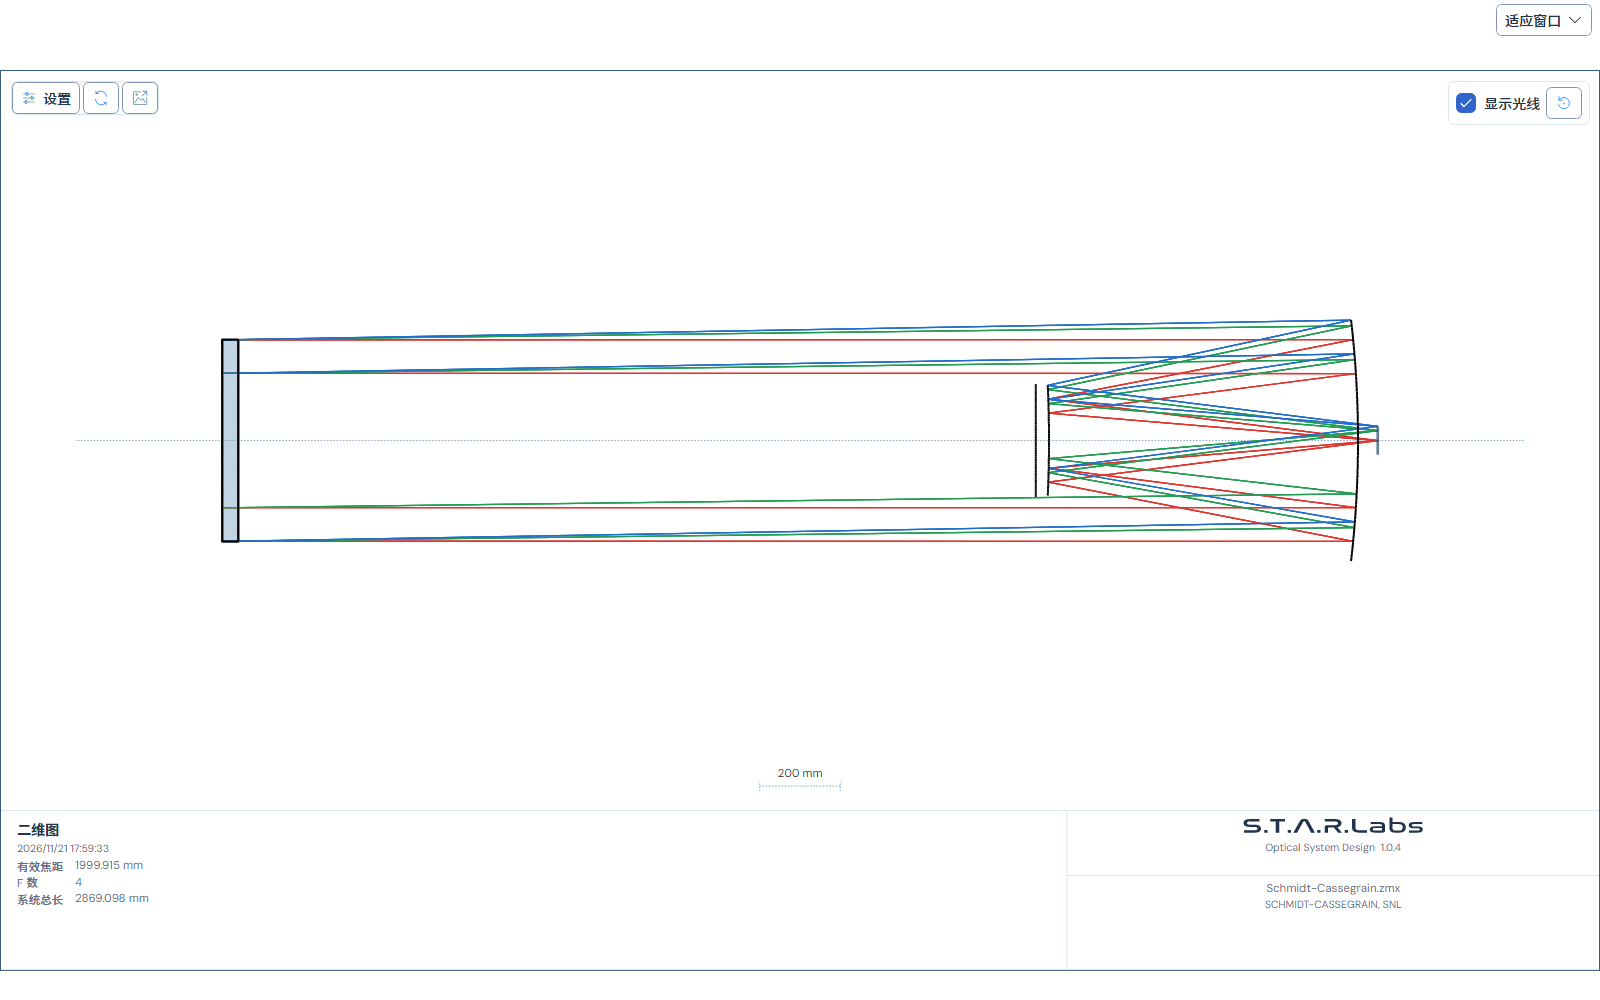 适应窗口
设置
显示光线
200 mm
二维图
2026/11/21 17:59:33
有效焦距 1999.915 mm
F 数 4
系统总长 2869.098 mm
S.T.A.R.Labs
Optical System Design 1.0.4
Schmidt-Cassegrain.zmx
SCHMIDT-CASSEGRAIN, SNL